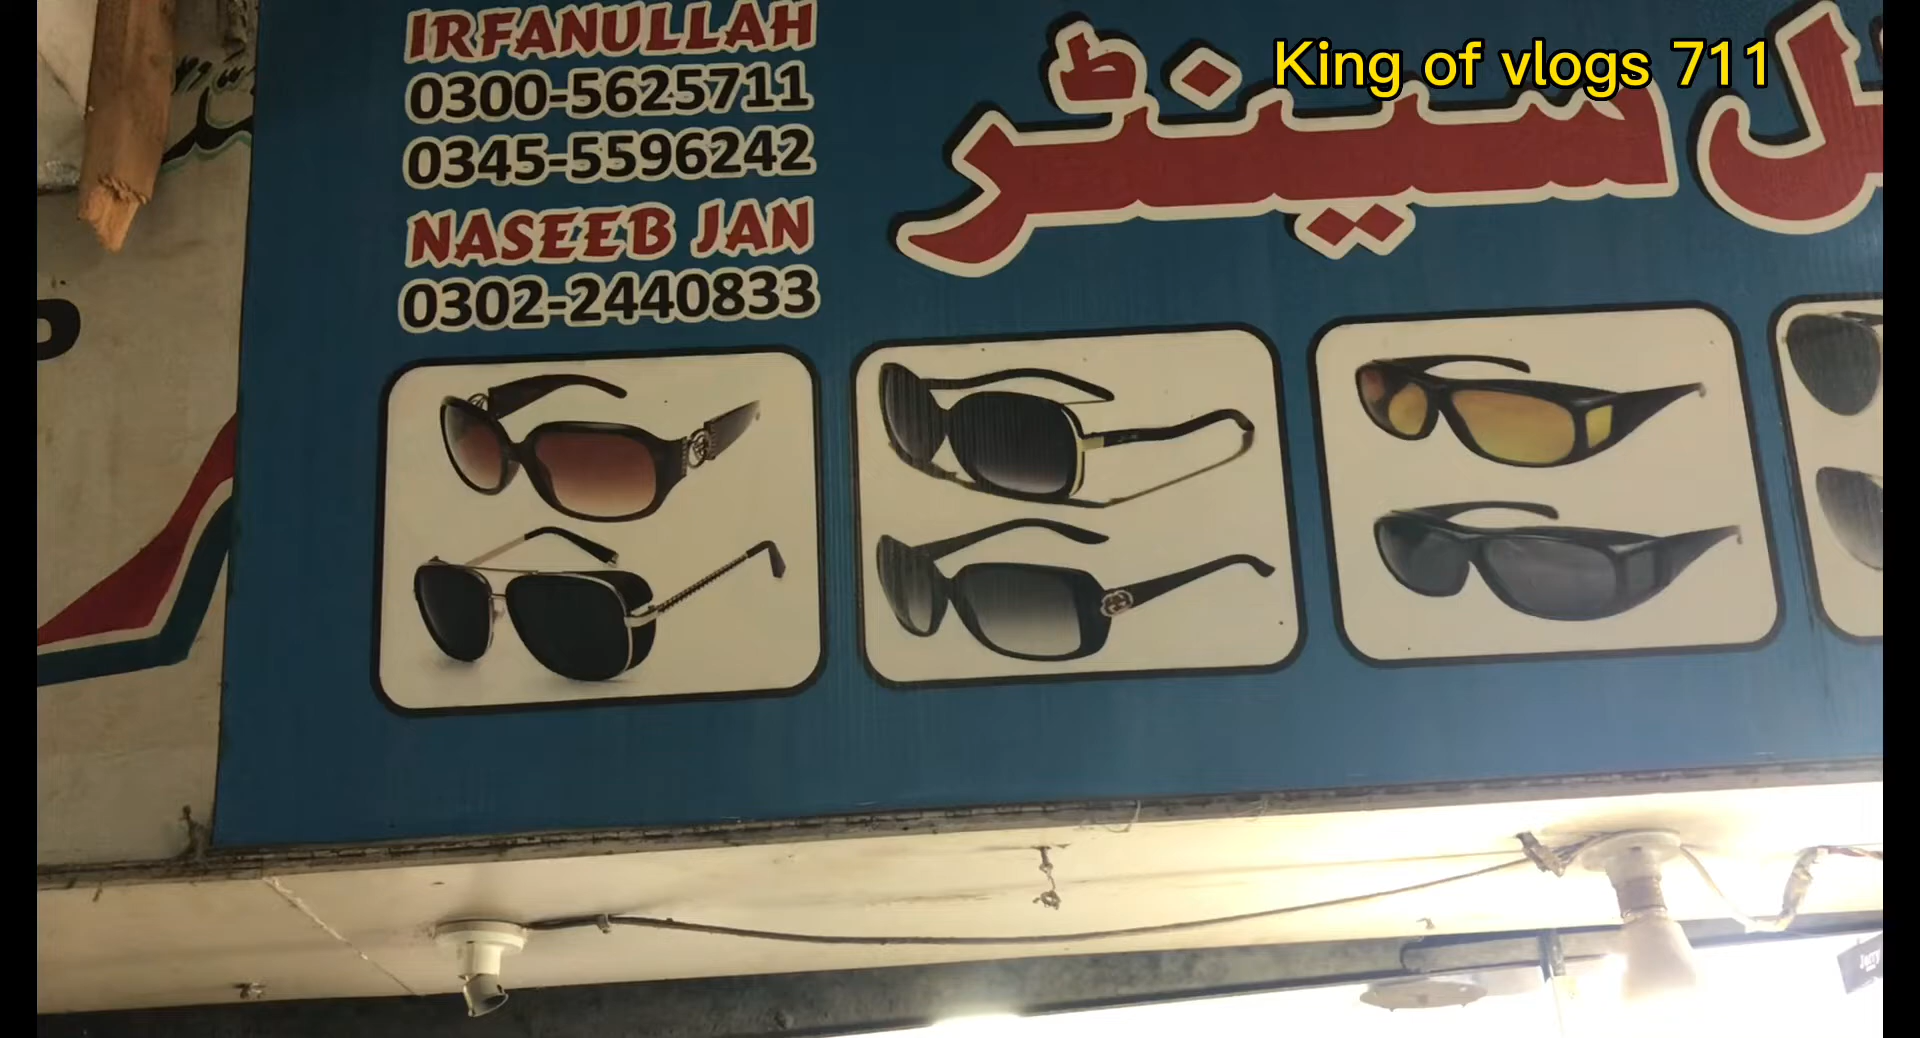 IRFANULLAH
0300-5625711
0345-5596242
NASEEB JAN
0302-2440833
King of vlogs 711
سینٹر